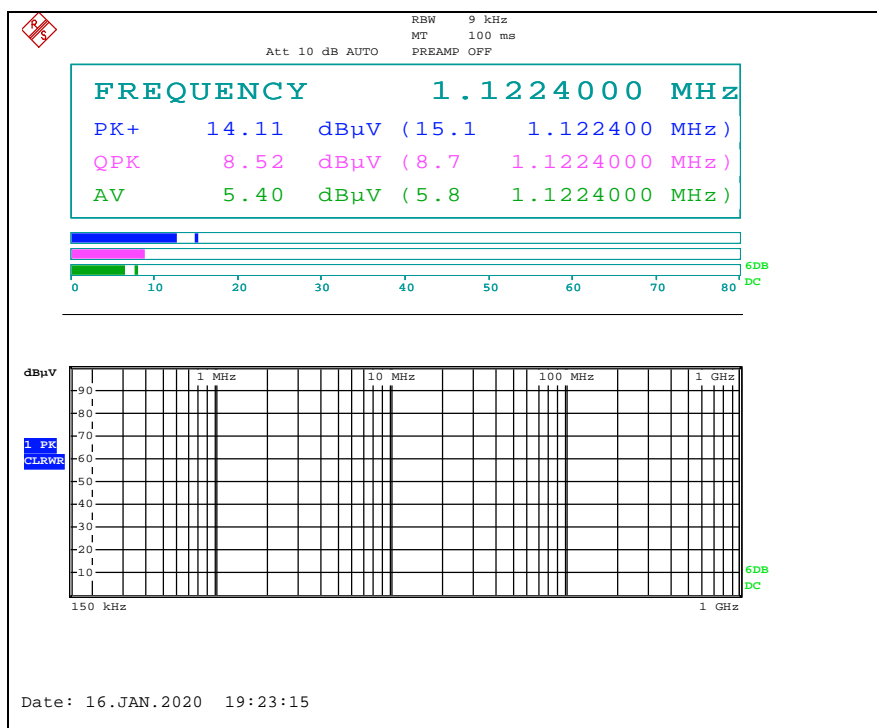 R S
RBW 9 kHz
MT 100 ms
Att 10 dB AUTO PREAMP OFF
FREQUENCY 1.1224000 MHz
PK+ 14.11 dBµV (15.1 1.122400 MHz)
QPK 8.52 dBµV (8.7 1.1224000 MHz)
AV 5.40 dBµV (5.8 1.1224000 MHz)
6DB
0 10 20 30 40 50 60 70 80 DC
dBµV
1 MHz 10 MHz 100 MHz 1 GHz
90
80
70
1 PK
60
CLRWR
50
40
30
20
10
6DB
DC
150 kHz 1 GHz
Date: 16.JAN.2020 19:23:15